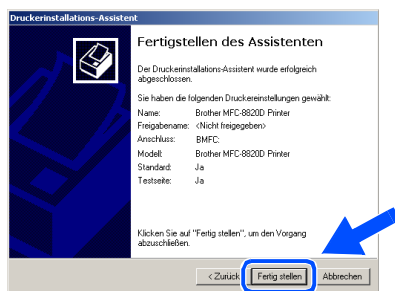 Druckerinstallations-Assistent
Fertigstellen des Assistenten
Der Druckerinstallations-Assistent wurde erfolgreich
abgeschlossen.
Sie haben die folgenden Druckereinstellungen gewählt:
Name: Brother MFC-8820D Printer
Freigabename: <Nicht freigegeben>
Anschluss: BMFC:
Modell: Brother MFC-8820D Printer
Standard: Ja
Testseite: Ja
Klicken Sie auf "Fertig stellen", um den Vorgang
abzuschließen.
< Zurück Fertig stellen Abbrechen